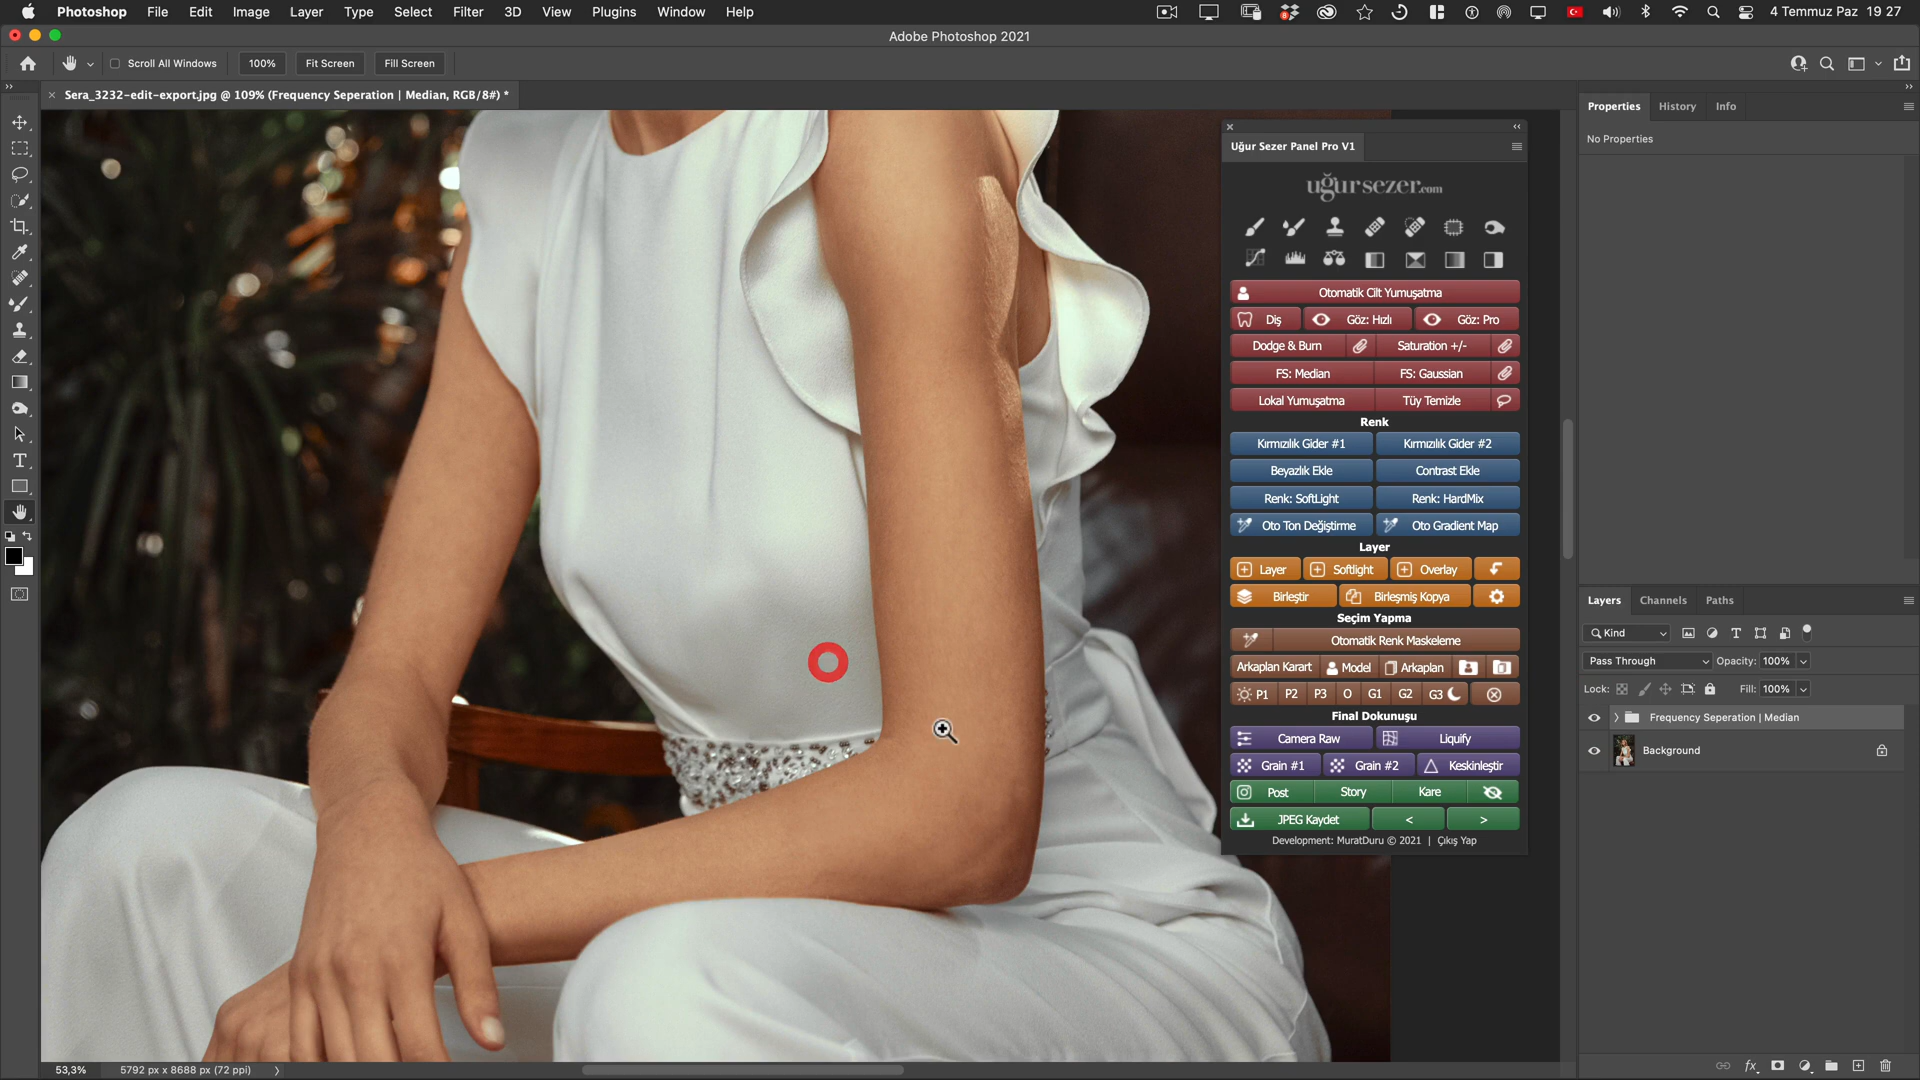 Photoshop File Edit Image Layer Type Select Filter 3D View Plugins Window Help 4 Temmuz Paz 19 27
Adobe Photoshop 2021
Scroll All Windows 100% Fit Screen Fill Screen
Sera_3232-edit-export.jpg @ 109% (Frequency Seperation | Median, RGB/8#) *
Properties History Info
No Properties
Uğur Sezer Panel Pro V1
uğursezer.com
Otomatik Cilt Yumuşatma
Diş Göz: Hızlı Göz: Pro
Dodge & Burn Saturation +/-
FS: Median FS: Gaussian
Lokal Yumuşatma Tüy Temizle
Renk
Kırmızılık Gider #1 Kırmızılık Gider #2
Beyazlık Ekle Contrast Ekle
Renk: SoftLight Renk: HardMix
Oto Ton Değiştirme Oto Gradient Map
Layer
Layer Softlight Overlay
Birleştir Birleşmiş Kopya
Seçim Yapma
Otomatik Renk Maskeleme
Arkaplan Karart Model Arkaplan
P1 P2 P3 O G1 G2 G3
Final Dokunuşu
Camera Raw Liquify
Grain #1 Grain #2 Keskinleştir
Post Story Kare
JPEG Kaydet < >
Development: MuratDuru © 2021 | Çıkış Yap
Layers Channels Paths
Kind
Pass Through Opacity: 100%
Lock: Fill: 100%
Frequency Seperation | Median
Background
53,3% 5792 px x 8688 px (72 ppi)